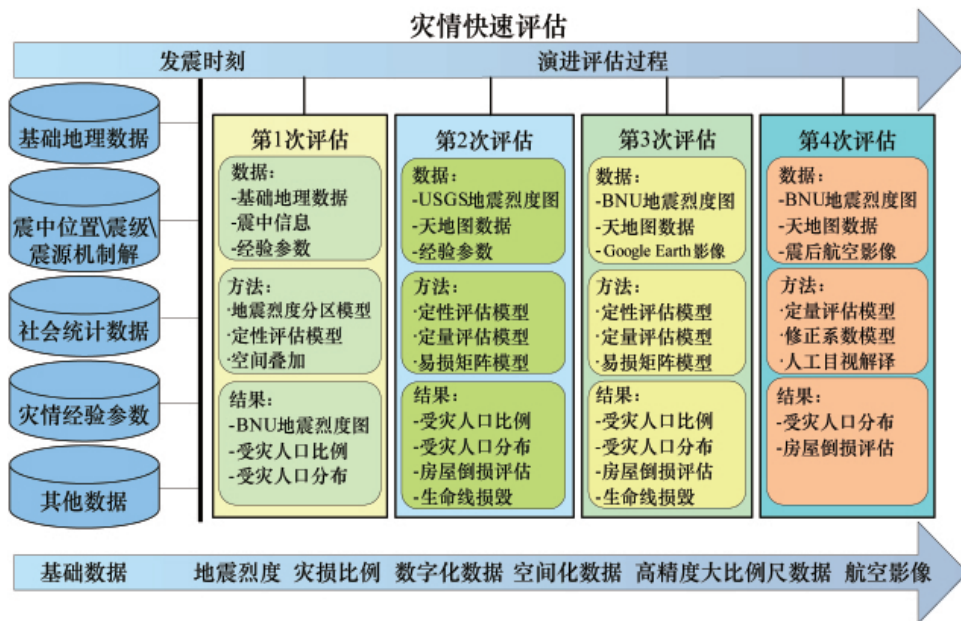 灾情快速评估
发震时刻
演进评估过程
基础地理数据
震中位置\震级\
震源机制解
社会统计数据
灾情经验参数
其他数据
第1次评估
数据：
-基础地理数据
-震中信息
-经验参数
方法：
·地震烈度分区模型
·定性评估模型
·空间叠加
结果：
-BNU地震烈度图
-受灾人口比例
-受灾人口分布
第2次评估
数据：
-USGS地震烈度图
-天地图数据
-经验参数
方法：
·定性评估模型
·定量评估模型
·易损矩阵模型
结果：
-受灾人口比例
-受灾人口分布
-房屋倒损评估
-生命线损毁
第3次评估
数据：
-BNU地震烈度图
-天地图数据
-Google Earth影像
方法：
·定性评估模型
·定量评估模型
·易损矩阵模型
结果：
-受灾人口比例
-受灾人口分布
-房屋倒损评估
-生命线损毁
第4次评估
数据：
-BNU地震烈度图
-天地图数据
-震后航空影像
方法：
·定量评估模型
·修正系数模型
·人工目视解译
结果：
-受灾人口分布
-房屋倒损评估
基础数据 地震烈度 灾损比例 数字化数据 空间化数据 高精度大比例尺数据 航空影像